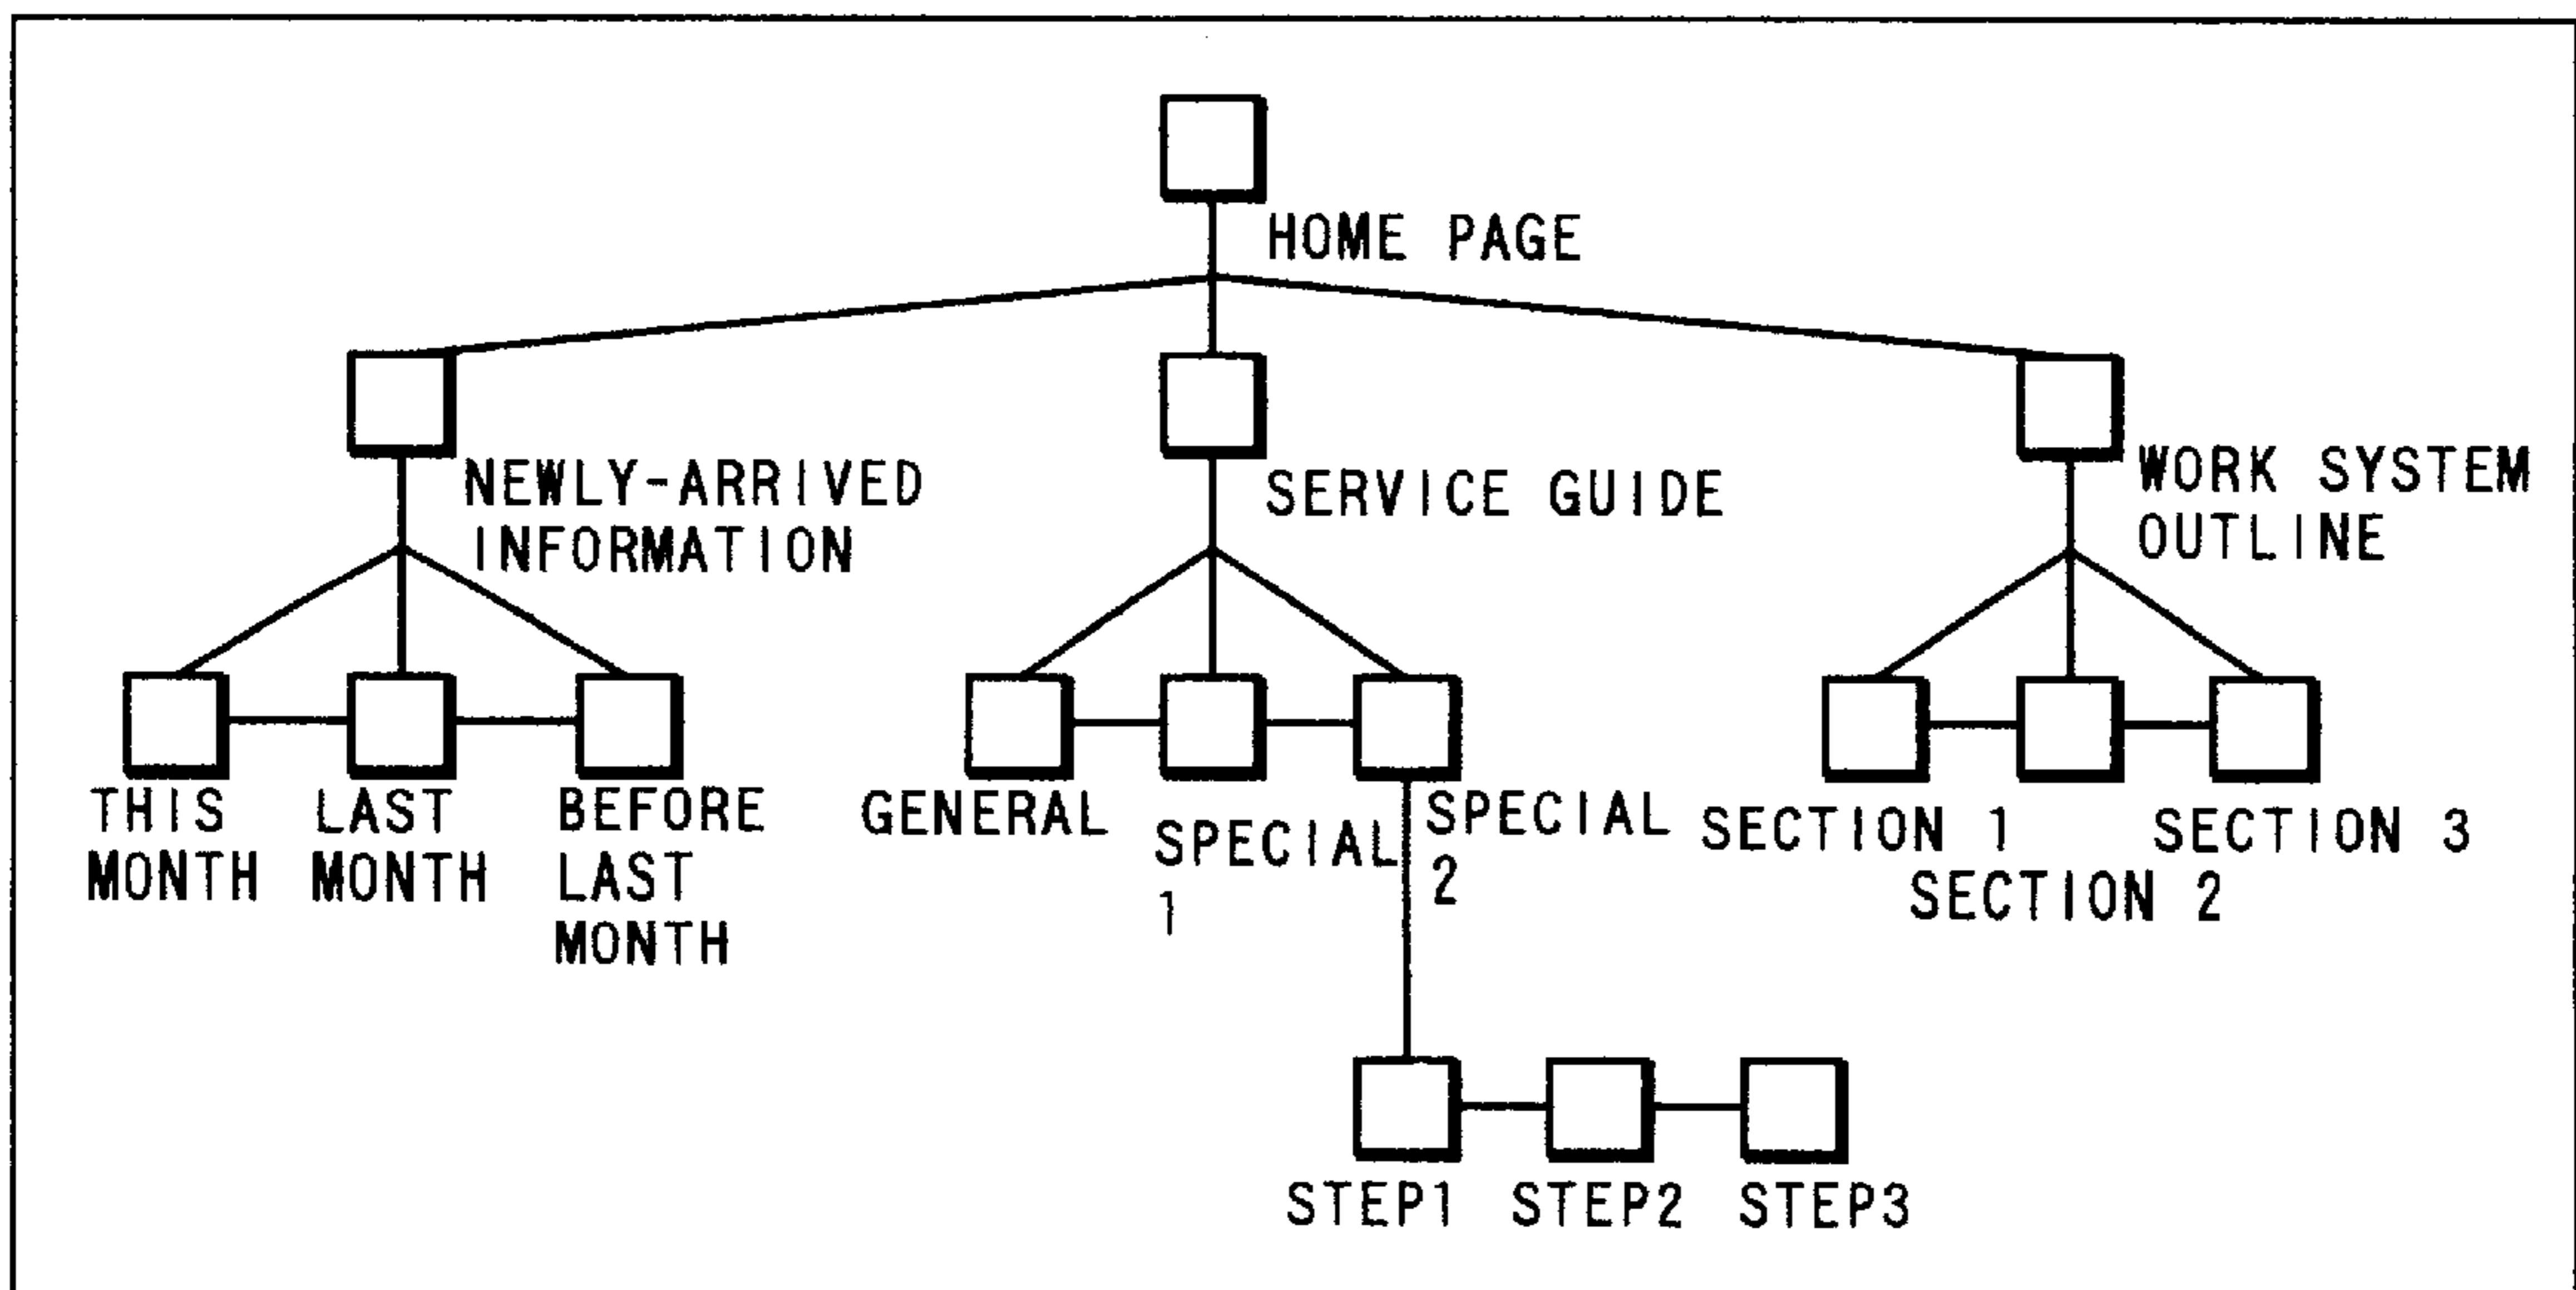 HOME PAGE
NEWLY-ARRIVED
INFORMATION
SERVICE GUIDE
WORK SYSTEM
OUTLINE
THIS
MONTH
LAST
MONTH
BEFORE
LAST
MONTH
GENERAL
SPECIAL
1
SPECIAL
2
SECTION 1
SECTION 2
SECTION 3
STEP1
STEP2
STEP3